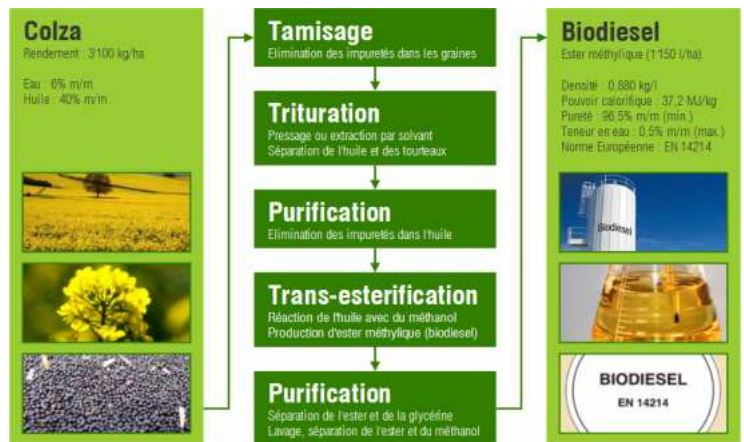 Colza
Rendement : 3'100 kg/ha
Eau : 6% m/m
Huile : 40% m/m
Tamisage
Elimination des impuretés dans les graines
Trituration
Pressage ou extraction par solvant
Séparation de l'huile et des tourteaux
Purification
Elimination des impuretés dans l'huile
Trans-esterification
Réaction de l'huile avec du méthanol
Production d'ester méthylique (biodiesel)
Purification
Séparation de l'ester et de la glycérine
Lavage, séparation de l'ester et du méthanol
Biodiesel
Ester méthylique (1'150 l/ha)
Densité : 0,880 kg/l
Pouvoir calorifique : 37,2 MJ/kg
Pureté : 96,5% m/m (min.)
Teneur en eau : 0,5% m/m (max.)
Norme Européenne : EN 14214
Biodiesel
BIODIESEL
EN 14214